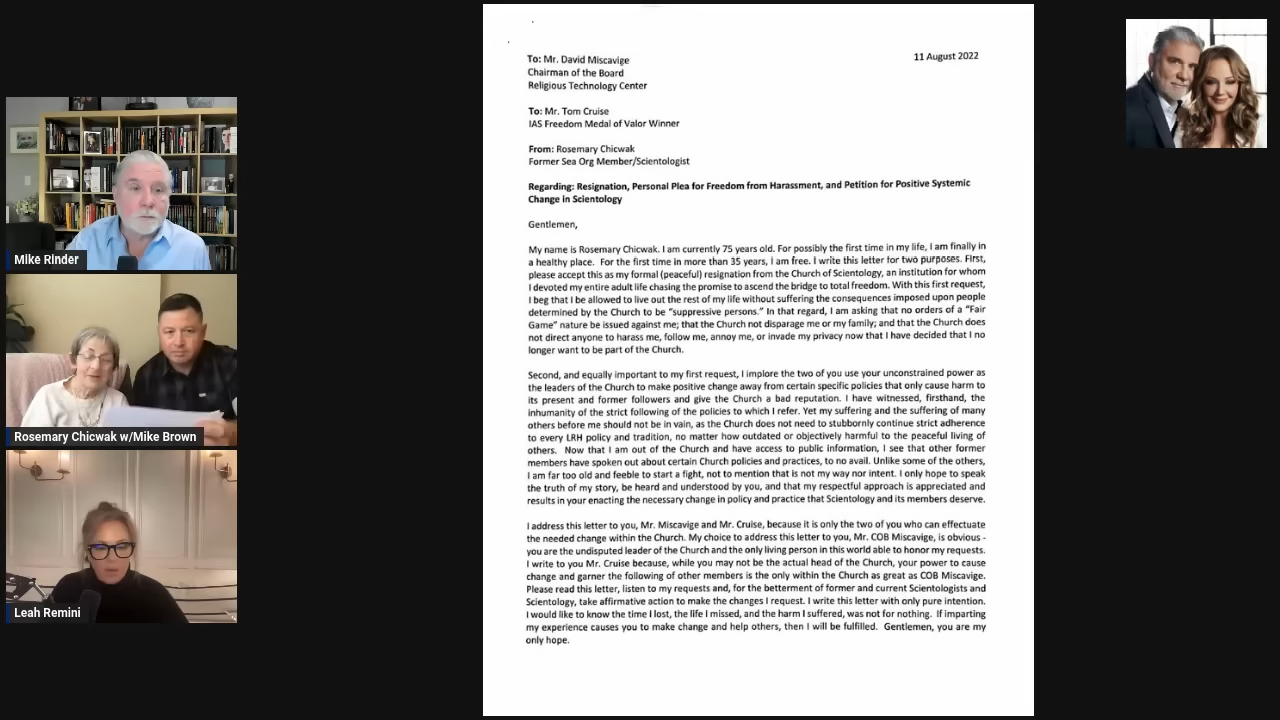 To: Mr. David Miscavige
11 August 2022
Chairman of the Board
Religious Technology Center
To: Mr. Tom Cruise
IAS Freedom Medal of Valor Winner
From: Rosemary Chicwak
Former Sea Org Member/Scientologist
Regarding: Resignation, Personal Plea for Freedom from Harassment, and Petition for Positive Systemic
Change in Scientology
Gentlemen,
My name is Rosemary Chicwak. I am currently 75 years old. For possibly the first time in my life, I am finally in
a healthy place. For the first time in more than 35 years, I am free. I write this letter for two purposes. First,
please accept this as my formal (peaceful) resignation from the Church of Scientology, an institution for whom
I devoted my entire adult life chasing the promise to ascend the bridge to total freedom. With this first request,
I beg that I be allowed to live out the rest of my life without suffering the consequences imposed upon people
determined by the Church to be "suppressive persons." In that regard, I am asking that no orders of a "Fair
Game" nature be issued against me; that the Church not disparage me or my family; and that the Church does
not direct anyone to harass me, follow me, annoy me, or invade my privacy now that I have decided that I no
longer want to be part of the Church.
Second, and equally important to my first request, I implore the two of you use your unconstrained power as
the leaders of the Church to make positive change away from certain specific policies that only cause harm to
its present and former followers and give the Church a bad reputation. I have witnessed, firsthand, the
inhumanity of the strict following of the policies to which I refer. Yet my suffering and the suffering of many
others before me should not be in vain, as the Church does not need to stubbornly continue strict adherence
to every LRH policy and tradition, no matter how outdated or objectively harmful to the peaceful living of
others. Now that I am out of the Church and have access to public information, I see that other former
members have spoken out about certain Church policies and practices, to no avail. Unlike some of the others,
I am far too old and feeble to start a fight, not to mention that is not my way nor intent. I only hope to speak
the truth of my story, be heard and understood by you, and that my respectful approach is appreciated and
results in your enacting the necessary change in policy and practice that Scientology and its members deserve.
I address this letter to you, Mr. Miscavige and Mr. Cruise, because it is only the two of you who can effectuate
the needed change within the Church. My choice to address this letter to you, Mr. COB Miscavige, is obvious -
you are the undisputed leader of the Church and the only living person in this world able to honor my requests.
I write to you Mr. Cruise because, while you may not be the actual head of the Church, your power to cause
change and garner the following of other members is the only within the Church as great as COB Miscavige.
Please read this letter, listen to my requests and, for the betterment of former and current Scientologists and
Scientology, take affirmative action to make the changes I request. I write this letter with only pure intention.
I would like to know the time I lost, the life I missed, and the harm I suffered, was not for nothing. If imparting
my experience causes you to make change and help others, then I will be fulfilled. Gentlemen, you are my
only hope.
Mike Rinder
Rosemary Chicwak w/Mike Brown
Leah Remini